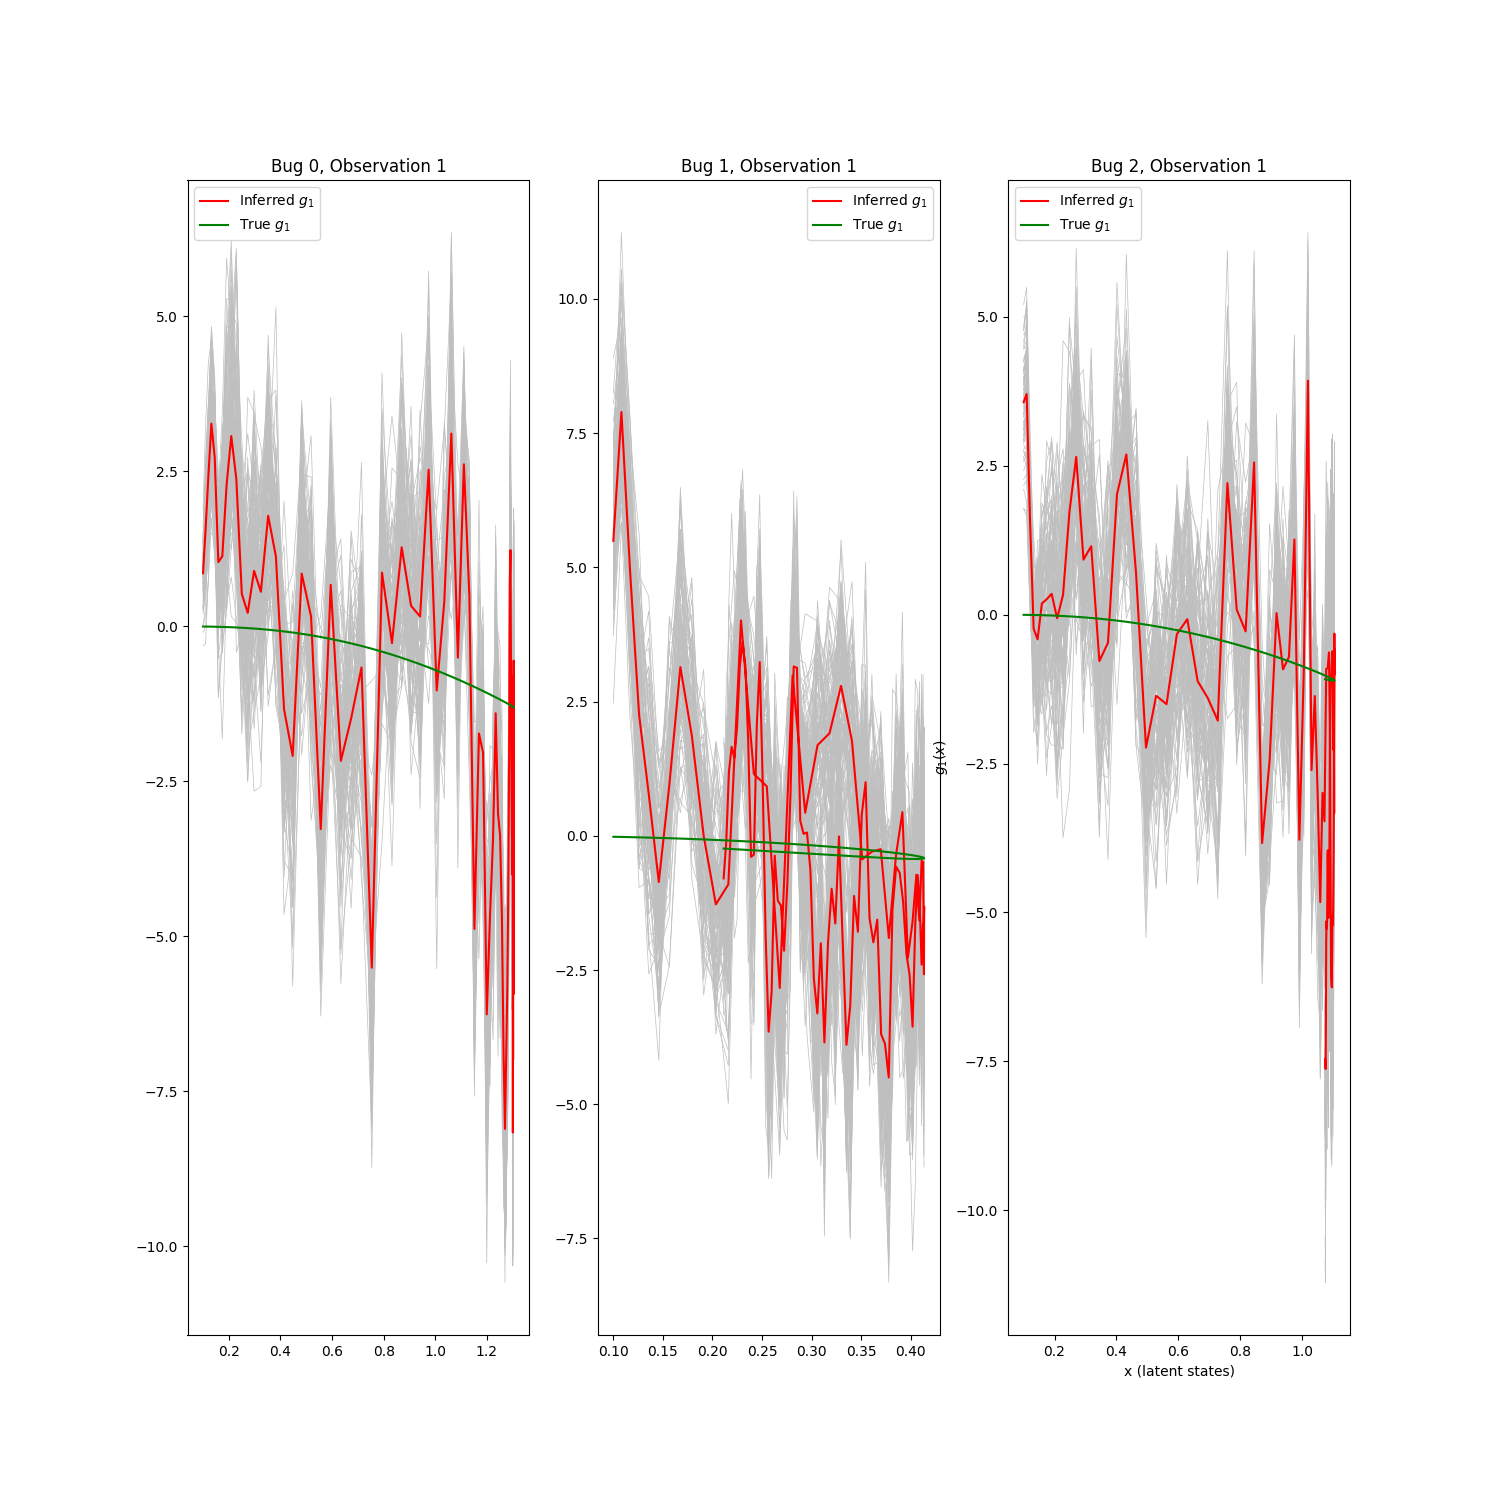 Bug 0, Observation 1
Inferred g₁
True g₁
5.0
2.5
0.0
−2.5
−5.0
−7.5
−10.0
0.2 0.4 0.6 0.8 1.0 1.2
Bug 1, Observation 1
Inferred g₁
True g₁
10.0
7.5
5.0
2.5
0.0
−2.5
−5.0
−7.5
0.10 0.15 0.20 0.25 0.30 0.35 0.40
Bug 2, Observation 1
Inferred g₁
True g₁
g₁(x)
5.0
2.5
0.0
−2.5
−5.0
−7.5
−10.0
0.2 0.4 0.6 0.8 1.0
x (latent states)